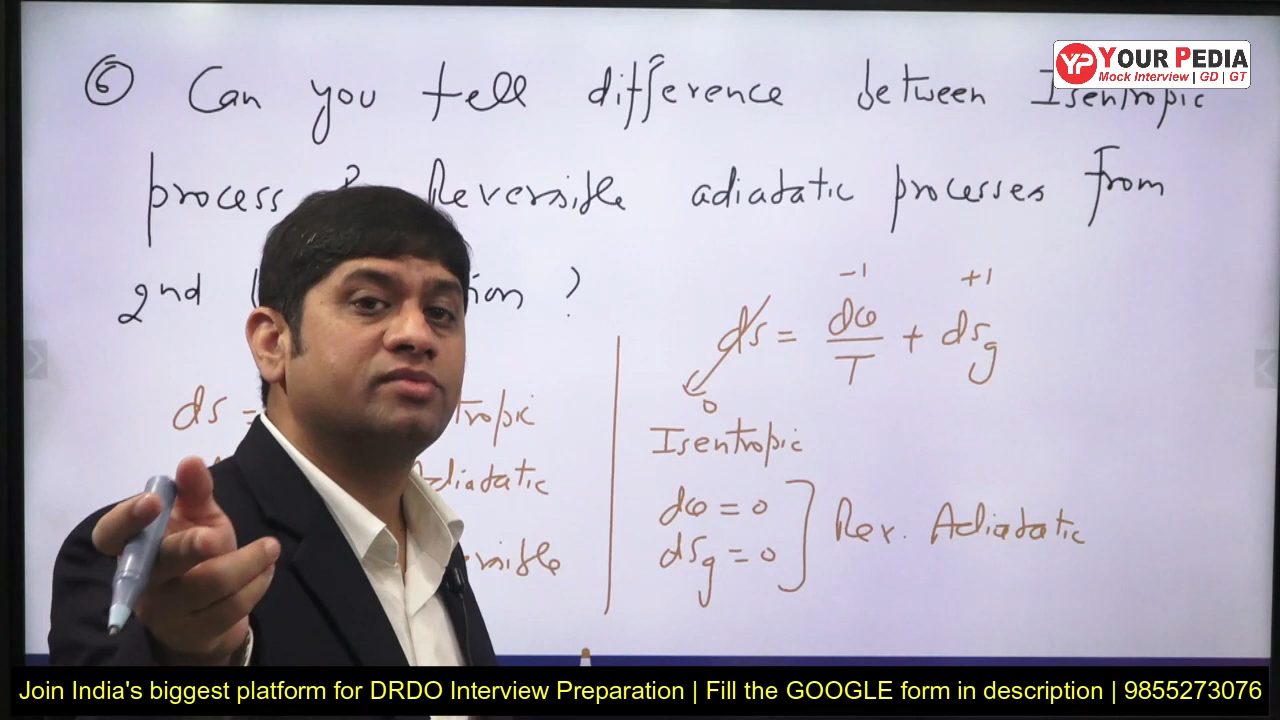 YP YOUR PEDIA
Mock Interview | GD | GT
⑥ Can you tell difference between Isentropic
process & Reversible adiabatic processes from
2nd ?
-1 +1
ds = dQ/T + dSg
0
ds = tropic
Isentropic
Adiabatic
dQ = 0
dSg = 0
Rev. Adiabatic
rsible
Join India's biggest platform for DRDO Interview Preparation | Fill the GOOGLE form in description | 9855273076